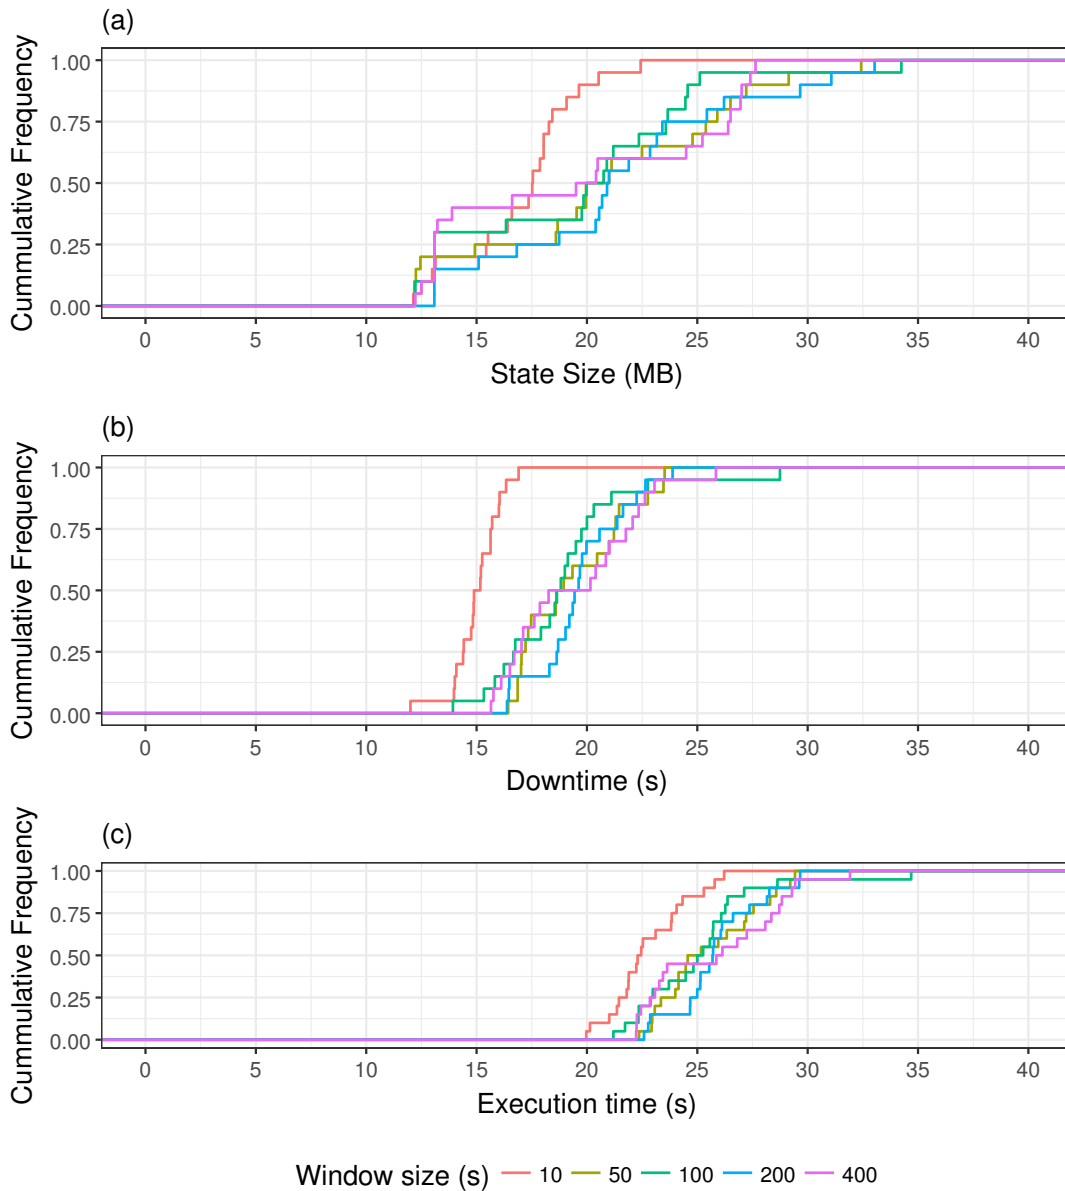 (a)
Cummulative Frequency
1.00
0.75
0.50
0.25
0.00
0 5 10 15 20 25 30 35 40
State Size (MB)
(b)
Cummulative Frequency
1.00
0.75
0.50
0.25
0.00
0 5 10 15 20 25 30 35 40
Downtime (s)
(c)
Cummulative Frequency
1.00
0.75
0.50
0.25
0.00
0 5 10 15 20 25 30 35 40
Execution time (s)
Window size (s) 10 50 100 200 400